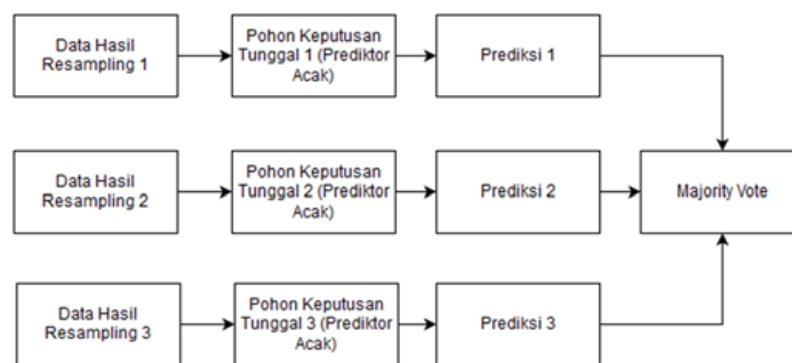 Data Hasil
Resampling 1
Pohon Keputusan
Tunggal 1 (Prediktor
Acak)
Prediksi 1
Data Hasil
Resampling 2
Pohon Keputusan
Tunggal 2 (Prediktor
Acak)
Prediksi 2
Majority Vote
Data Hasil
Resampling 3
Pohon Keputusan
Tunggal 3 (Prediktor
Acak)
Prediksi 3